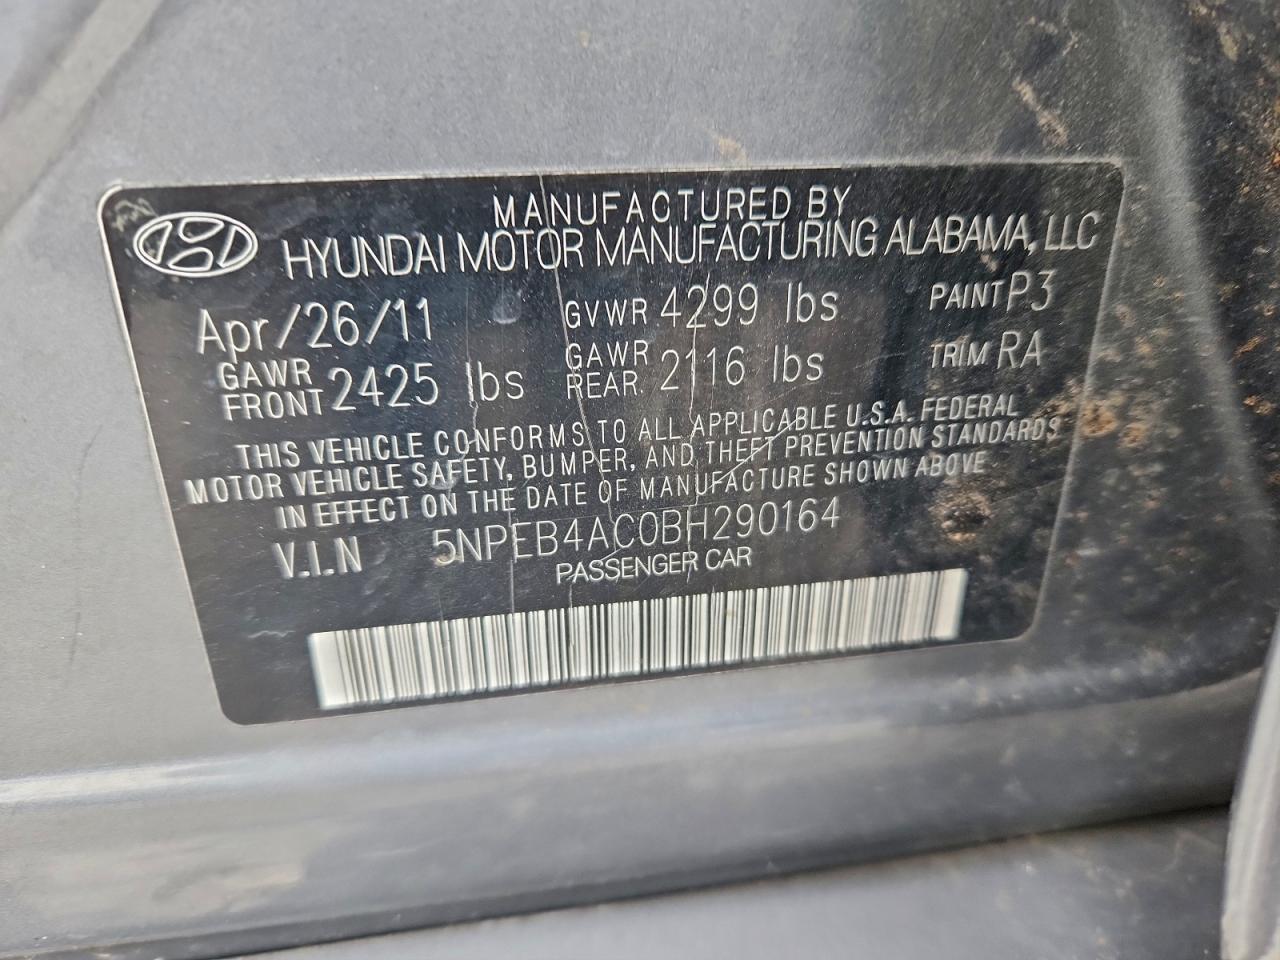 MANUFACTURED BY
HYUNDAI MOTOR MANUFACTURING ALABAMA, LLC
Apr/26/11 GVWR 4299 lbs PAINT P3
GAWR FRONT 2425 lbs GAWR REAR. 2116 lbs TRIM RA
THIS VEHICLE CONFORMS TO ALL APPLICABLE U.S.A. FEDERAL
MOTOR VEHICLE SAFETY, BUMPER, AND THEFT PREVENTION STANDARDS
IN EFFECT ON THE DATE OF MANUFACTURE SHOWN ABOVE
V.I.N 5NPEB4AC0BH290164
PASSENGER CAR